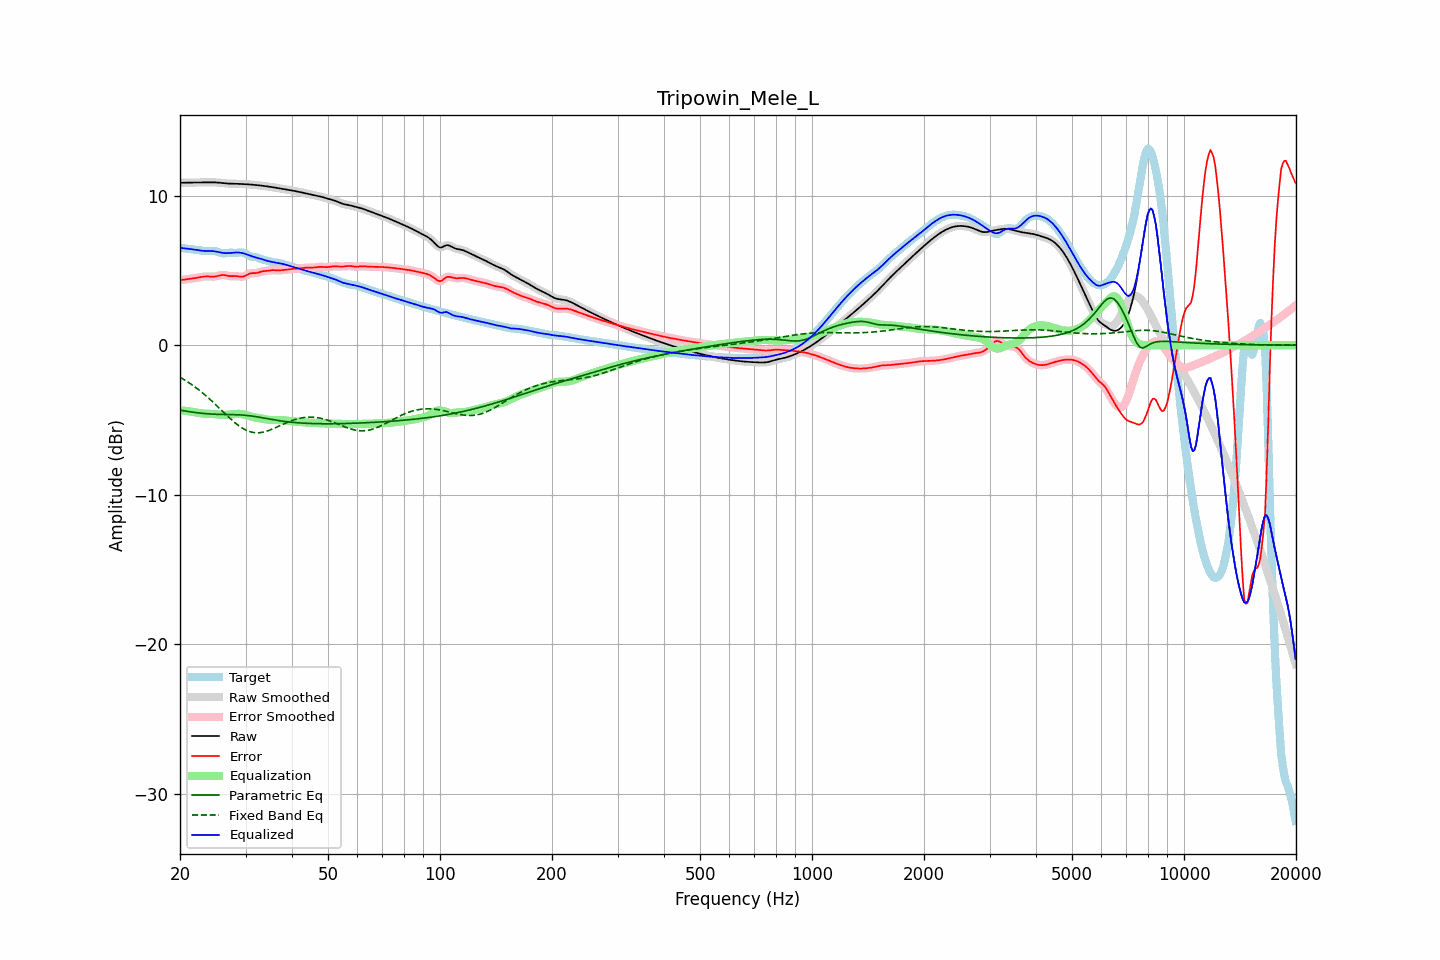 Tripowin_Mele_L
Amplitude (dBr)
10
0
−10
−20
−30
Target
Raw Smoothed
Error Smoothed
Raw
Error
Equalization
Parametric Eq
Fixed Band Eq
Equalized
20 50 100 200 500 1000 2000 5000 10000 20000
Frequency (Hz)